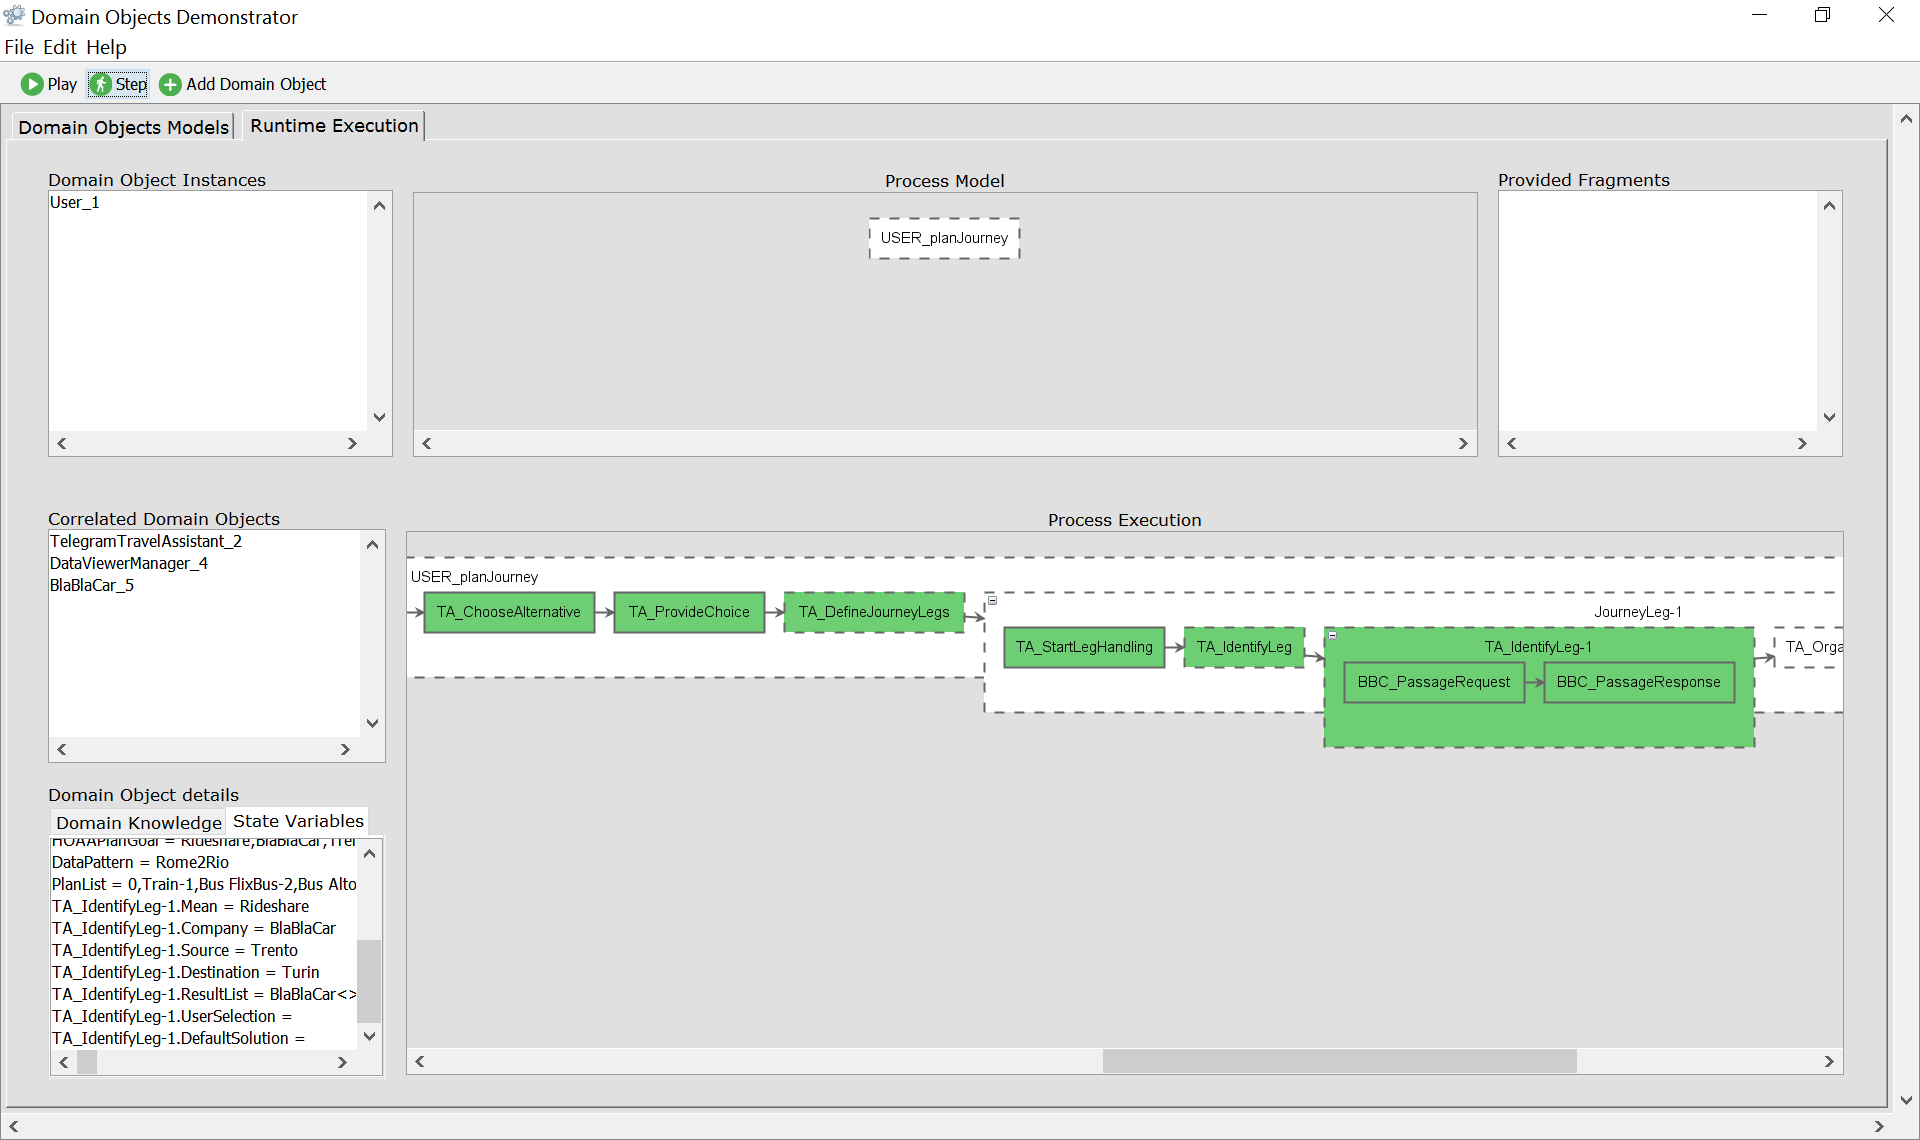 Domain Objects Demonstrator
File Edit Help
Play Step Add Domain Object
Domain Objects Models Runtime Execution
Domain Object Instances
User_1
Process Model
USER_planJourney
Provided Fragments
Correlated Domain Objects
TelegramTravelAssistant_2
DataViewerManager_4
BlaBlaCar_5
Process Execution
USER_planJourney
TA_ChooseAlternative TA_ProvideChoice TA_DefineJourneyLegs JourneyLeg-1
TA_StartLegHandling TA_IdentifyLeg TA_IdentifyLeg-1 TA_Orga
BBC_PassageRequest BBC_PassageResponse
Domain Object details
Domain Knowledge State Variables
HOAAPlanGoal = Rideshare,BlaBlaCar,
DataPattern = Rome2Rio
PlanList = 0,Train-1,Bus FlixBus-2,Bus Alto
TA_IdentifyLeg-1.Mean = Rideshare
TA_IdentifyLeg-1.Company = BlaBlaCar
TA_IdentifyLeg-1.Source = Trento
TA_IdentifyLeg-1.Destination = Turin
TA_IdentifyLeg-1.ResultList = BlaBlaCar<>
TA_IdentifyLeg-1.UserSelection =
TA_IdentifyLeg-1.DefaultSolution =